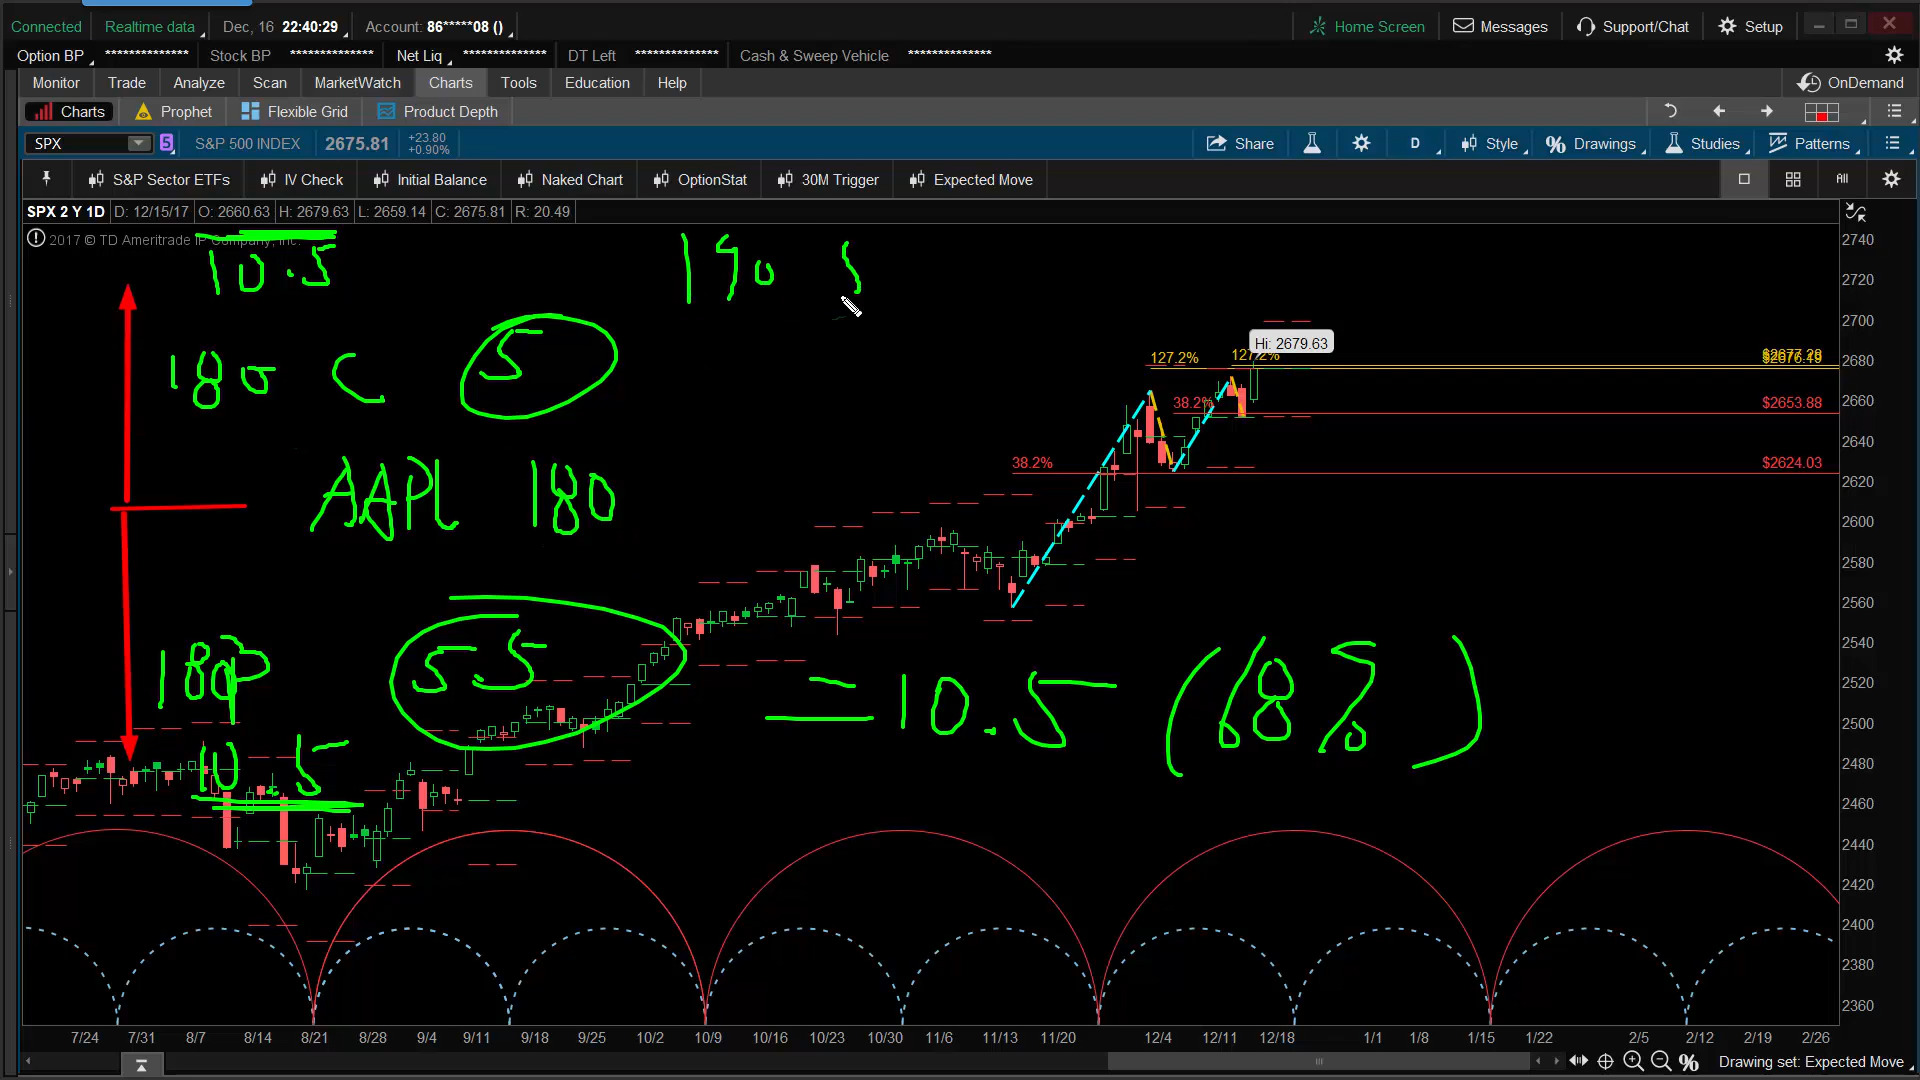 Connected Realtime data Dec, 16 22:40:29 Account: 86*****08 () Home Screen Messages Support/Chat Setup
Option BP ************** Stock BP ************** Net Liq ************** DT Left ************** Cash & Sweep Vehicle **************
Monitor Trade Analyze Scan MarketWatch Charts Tools Education Help OnDemand
Charts Prophet Flexible Grid Product Depth
SPX 5 S&P 500 INDEX 2675.81 +23.80 +0.90% Share D Style Drawings Studies Patterns
S&P Sector ETFs IV Check Initial Balance Naked Chart OptionStat 30M Trigger Expected Move All
SPX 2 Y 1D D: 12/15/17 O: 2660.63 H: 2679.63 L: 2659.14 C: 2675.81 R: 20.49
2017 © TD Ameritrade IP Company, Inc.
10.5 190
180 C 5
AAPL 180
180P 5.5 = 10.5 (68%)
10.5
Hi: 2679.63
127.2% 127.2% $2677.28
$2676.19
38.2% $2653.88
38.2% $2624.03
2740
2720
2700
2680
2660
2640
2620
2600
2580
2560
2540
2520
2500
2480
2460
2440
2420
2400
2380
2360
7/24 7/31 8/7 8/14 8/21 8/28 9/4 9/11 9/18 9/25 10/2 10/9 10/16 10/23 10/30 11/6 11/13 11/20 12/4 12/11 12/18 1/1 1/8 1/15 1/22 2/5 2/12 2/19 2/26
Drawing set: Expected Move